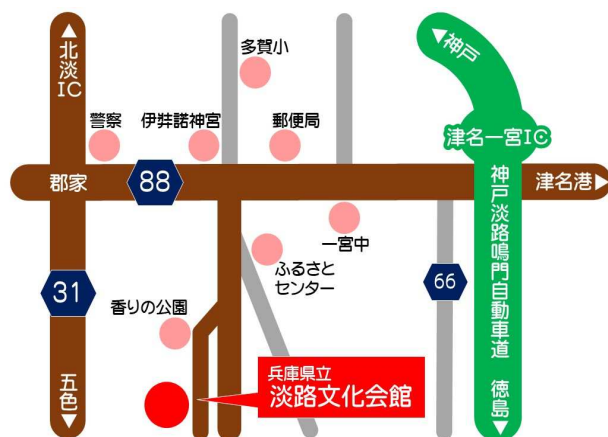 ▲北淡IC
多賀小
▲神戸
警察
伊弉諾神宮
郵便局
津名一宮IC
郡家
88
津名港▶
一宮中
ふるさと
センター
31
66
神戸淡路鳴門自動車道
香りの公園
兵庫県立
淡路文化会館
五色▼
徳島▼